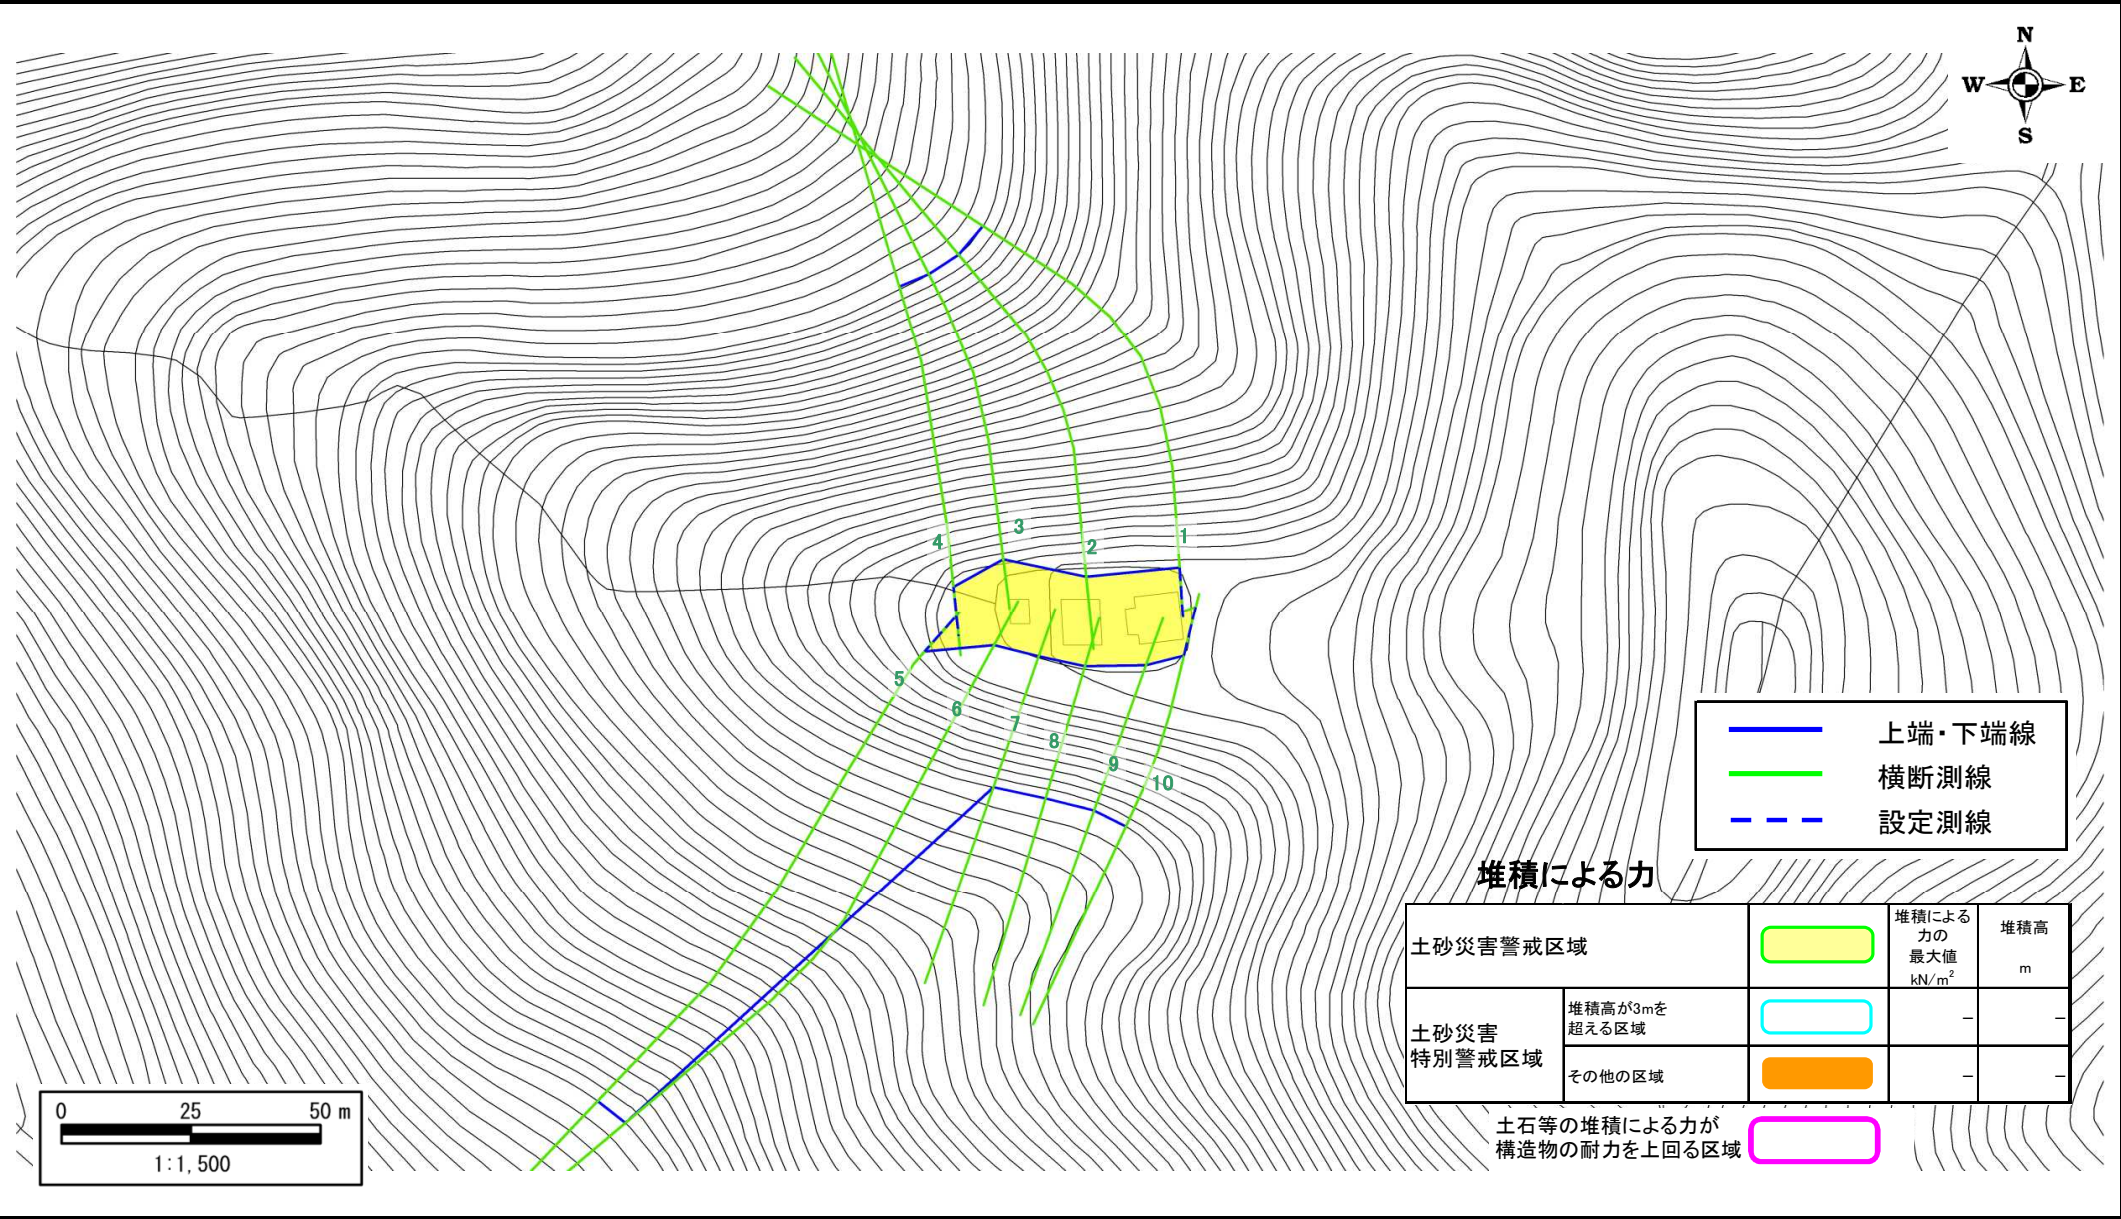 N
W E
S
3
4
2
1
5
6
7
8
9
10
上端・下端線
横断測線
設定測線
堆積による力
土砂災害警戒区域
堆積による
力の
最大値
kN/m²
堆積高
m
土砂災害
特別警戒区域
堆積高が3mを
超える区域
－ －
その他の区域
－ －
土石等の堆積による力が
構造物の耐力を上回る区域
0 25 50 m
1:1,500